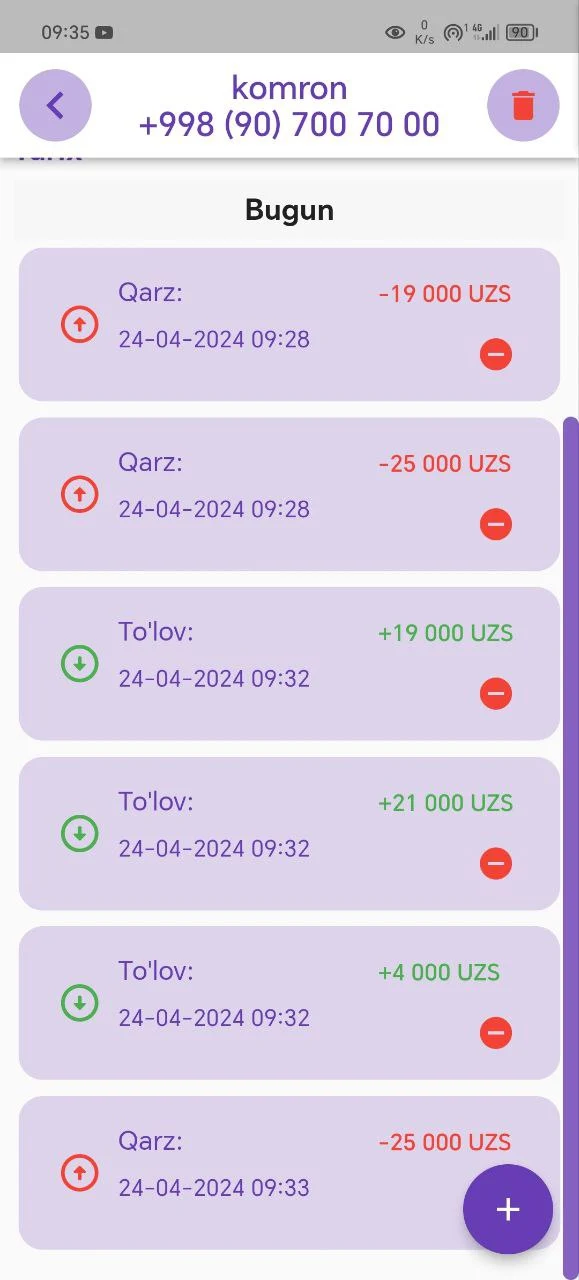 09:35
0
K/s
4G
90
komron
+998 (90) 700 70 00
Bugun
Qarz:
-19 000 UZS
24-04-2024 09:28
Qarz:
-25 000 UZS
24-04-2024 09:28
To'lov:
+19 000 UZS
24-04-2024 09:32
To'lov:
+21 000 UZS
24-04-2024 09:32
To'lov:
+4 000 UZS
24-04-2024 09:32
Qarz:
-25 000 UZS
24-04-2024 09:33